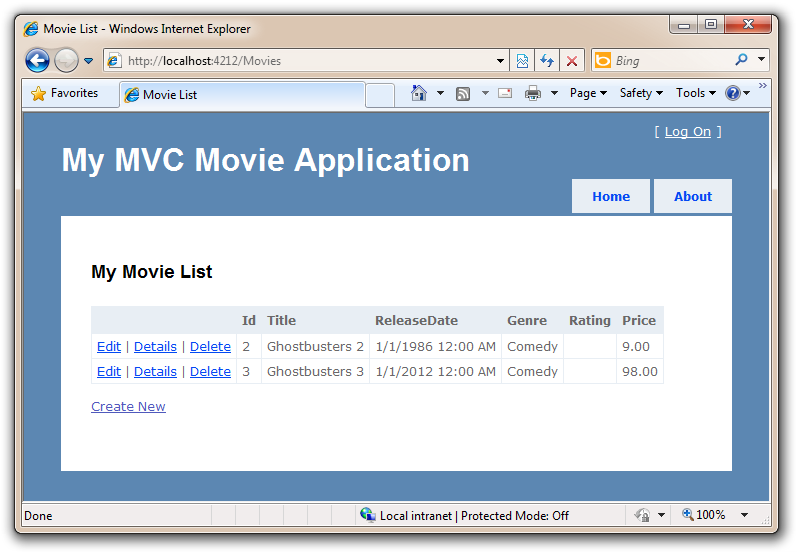 Movie List - Windows Internet Explorer
http://localhost:4212/Movies
Bing
Favorites
Movie List
Page
Safety
Tools
[ Log On ]
My MVC Movie Application
Home
About
My Movie List
Id Title ReleaseDate Genre Rating Price
Edit | Details | Delete 2 Ghostbusters 2 1/1/1986 12:00 AM Comedy 9.00
Edit | Details | Delete 3 Ghostbusters 3 1/1/2012 12:00 AM Comedy 98.00
Create New
Done
Local intranet | Protected Mode: Off
100%